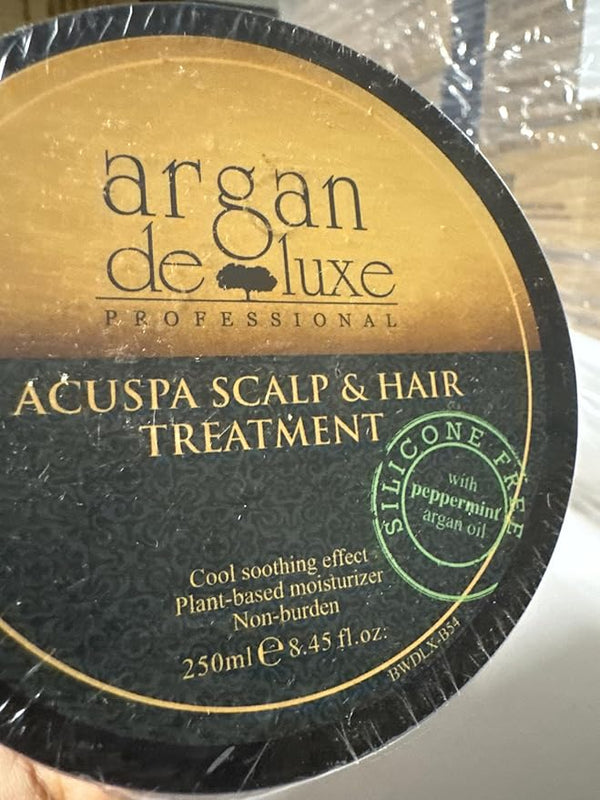 argan
de luxe
PROFESSIONAL
ACUSPA SCALP & HAIR
TREATMENT
SILICONE FREE
with
peppermint
argan oil
Cool soothing effect
Plant-based moisturizer
Non-burden
250ml ℮ 8.45 fl.oz.
BWDLX-B54